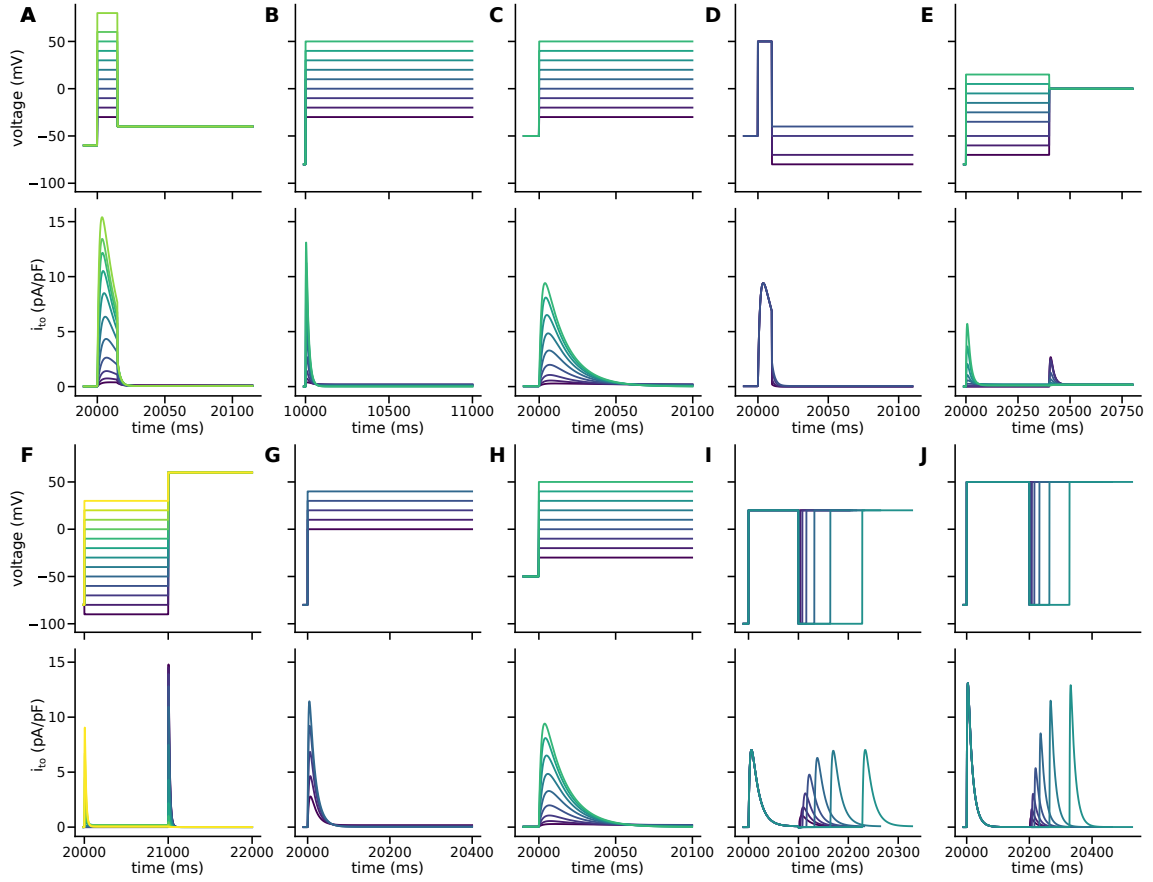 A B C D E
voltage (mV)
50
0
−50
−100
i_to (pA/pF)
15
10
5
0
20000 20050 20100
10000 10500 11000
20000 20050 20100
20000 20050 20100
20000 20250 20500 20750
time (ms) time (ms) time (ms) time (ms) time (ms)
F G H I J
voltage (mV)
50
0
−50
−100
i_to (pA/pF)
15
10
5
0
20000 21000 22000
20000 20200 20400
20000 20050 20100
20000 20100 20200 20300
20000 20200 20400
time (ms) time (ms) time (ms) time (ms) time (ms)